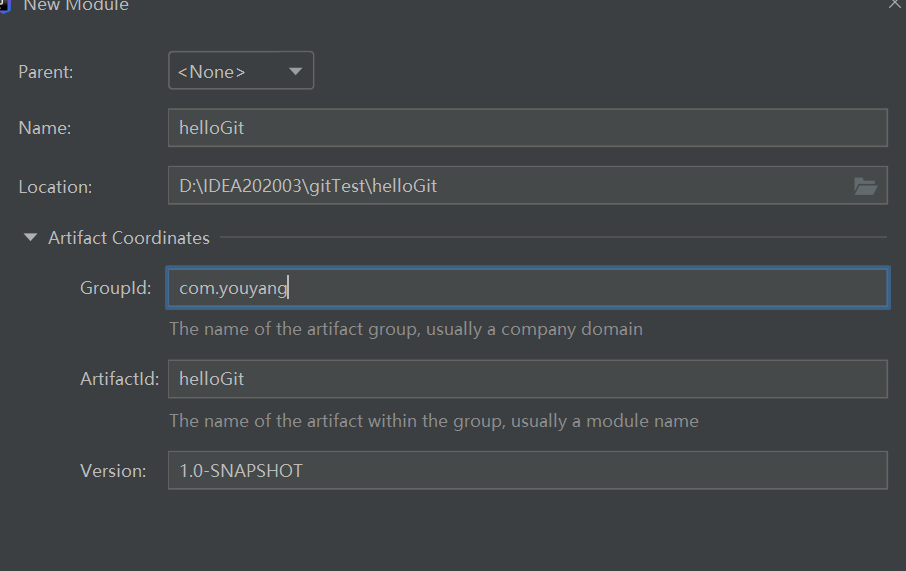 New Module
Parent: <None>
Name: helloGit
Location: D:\IDEA202003\gitTest\helloGit
Artifact Coordinates
GroupId: com.youyang
The name of the artifact group, usually a company domain
ArtifactId: helloGit
The name of the artifact within the group, usually a module name
Version: 1.0-SNAPSHOT